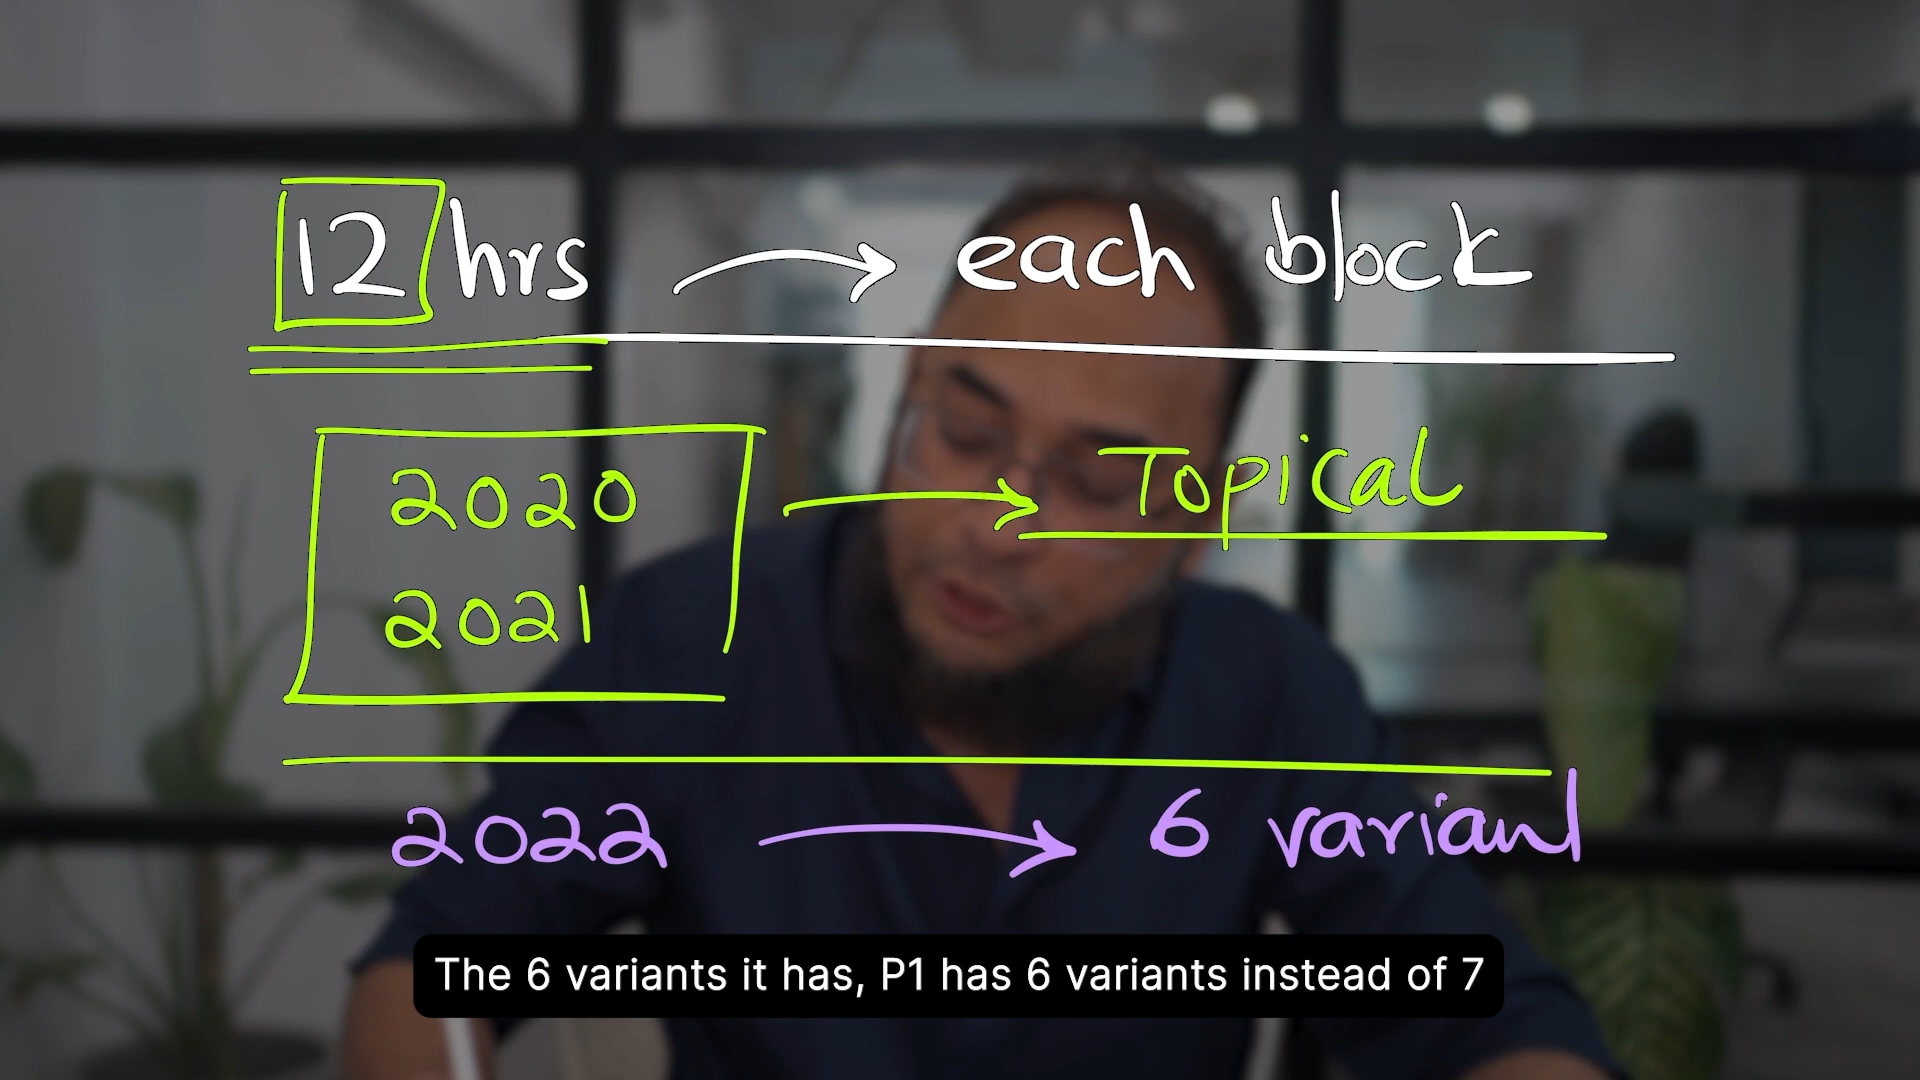 12 hrs → each block
2020 → Topical
2021
2022 → 6 variant
The 6 variants it has, P1 has 6 variants instead of 7